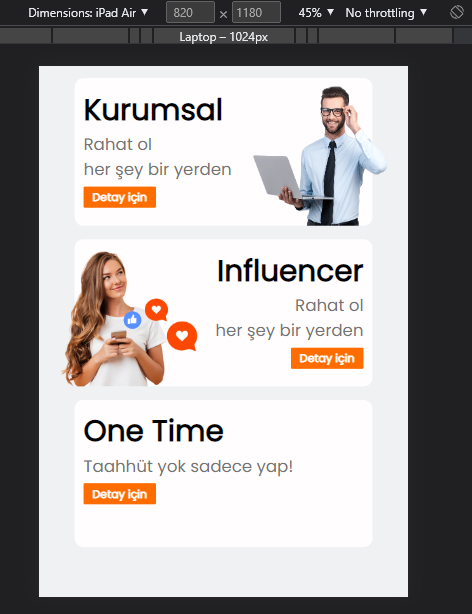 Dimensions: iPad Air ▼ 820 × 1180 45% ▼ No throttling ▼
Laptop – 1024px
Kurumsal
Rahat ol
her şey bir yerden
Detay için
Influencer
Rahat ol
her şey bir yerden
Detay için
One Time
Taahhüt yok sadece yap!
Detay için